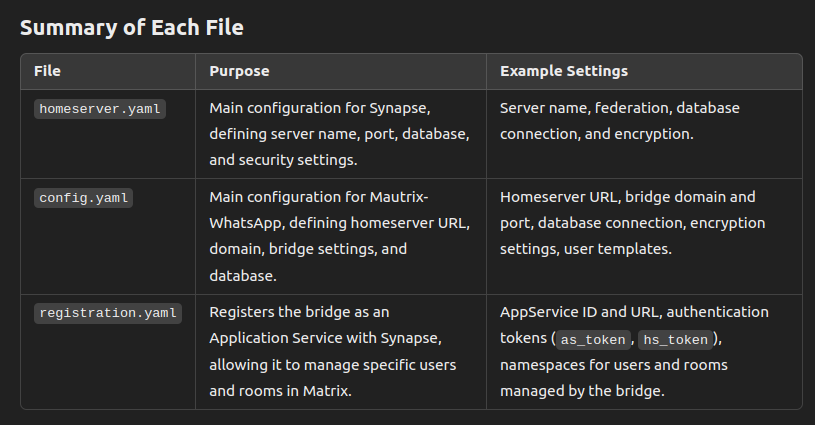 Summary of Each File
File Purpose Example Settings
homeserver.yaml Main configuration for Synapse, Server name, federation, database
defining server name, port, database, connection, and encryption.
and security settings.
config.yaml Main configuration for Mautrix- Homeserver URL, bridge domain and
WhatsApp, defining homeserver URL, port, database connection, encryption
domain, bridge settings, and settings, user templates.
database.
registration.yaml Registers the bridge as an AppService ID and URL, authentication
Application Service with Synapse, tokens (as_token, hs_token),
allowing it to manage specific users namespaces for users and rooms
and rooms in Matrix. managed by the bridge.